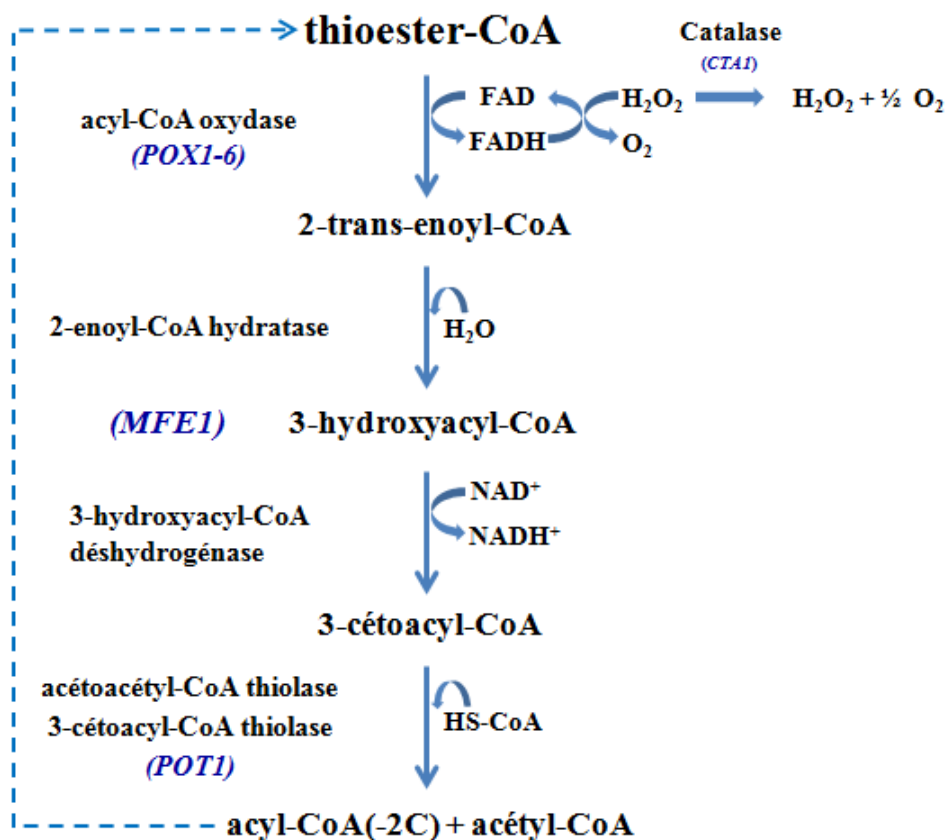 thioester-CoA
Catalase
(CTA1)
acyl-CoA oxydase
(POX1-6)
FAD
FADH
H₂O₂
O₂
H₂O₂ + ½ O₂
2-trans-enoyl-CoA
2-enoyl-CoA hydratase
H₂O
(MFE1)
3-hydroxyacyl-CoA
3-hydroxyacyl-CoA
déshydrogénase
NAD⁺
NADH⁺
3-cétoacyl-CoA
acétoacétyl-CoA thiolase
3-cétoacyl-CoA thiolase
(POT1)
HS-CoA
acyl-CoA(-2C) + acétyl-CoA